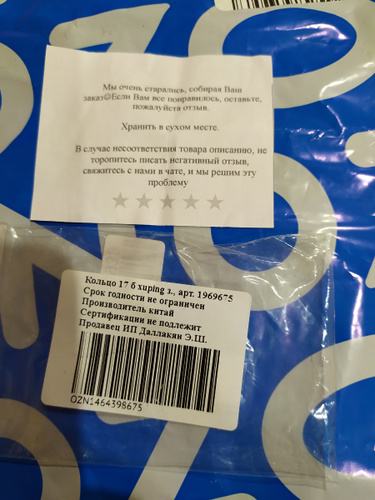 Мы очень старались, собирая Ваш
заказ☺Если Вам все понравилось, оставьте,
пожалуйста отзыв.
Хранить в сухом месте.
В случае несоответствия товара описанию, не
торопитесь писать негативный отзыв,
свяжитесь с нами в чате, и мы решим эту
проблему
Кольцо 17 б xuping з., арт. 1969675
Срок годности не ограничен
Производитель китай
Сертификации не подлежит
Продавец ИП Даллакян Э.Ш.
OZN1464398675